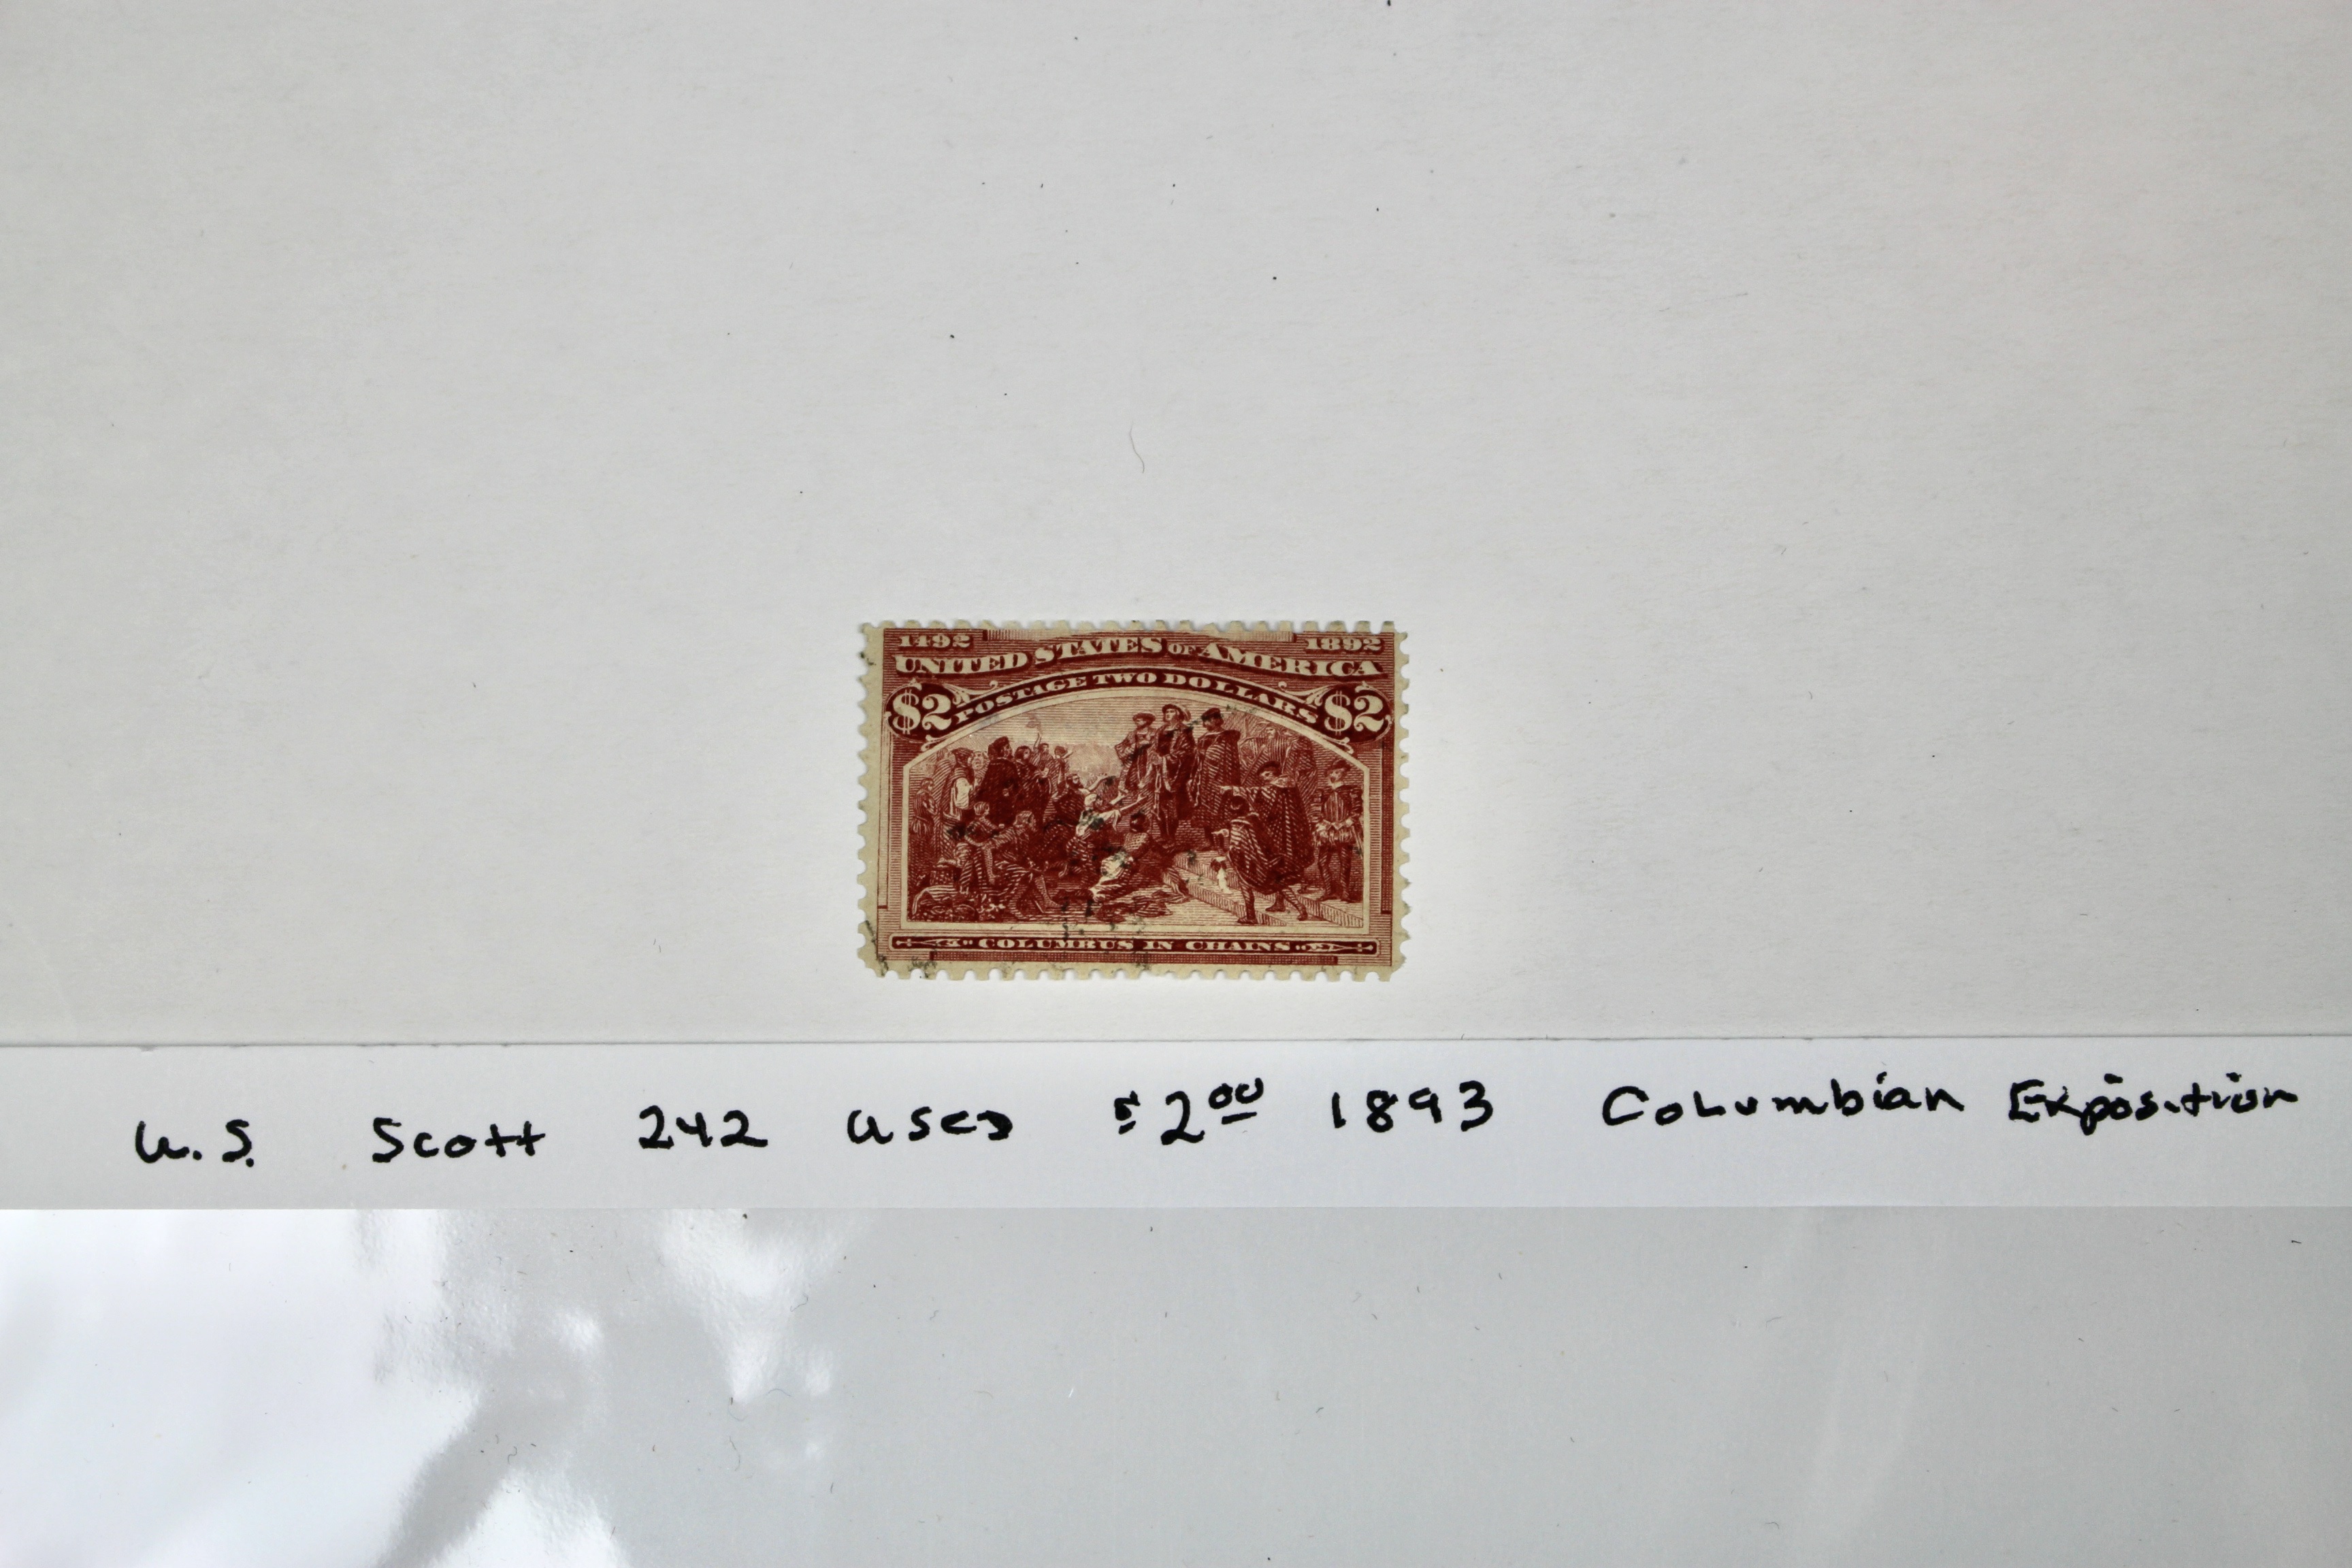 1492 1892
UNITED STATES OF AMERICA
$2 POSTAGE TWO DOLLARS $2
"COLUMBUS IN CHAINS"
U.S. Scott 242 used $2.00 1893 Columbian Exposition